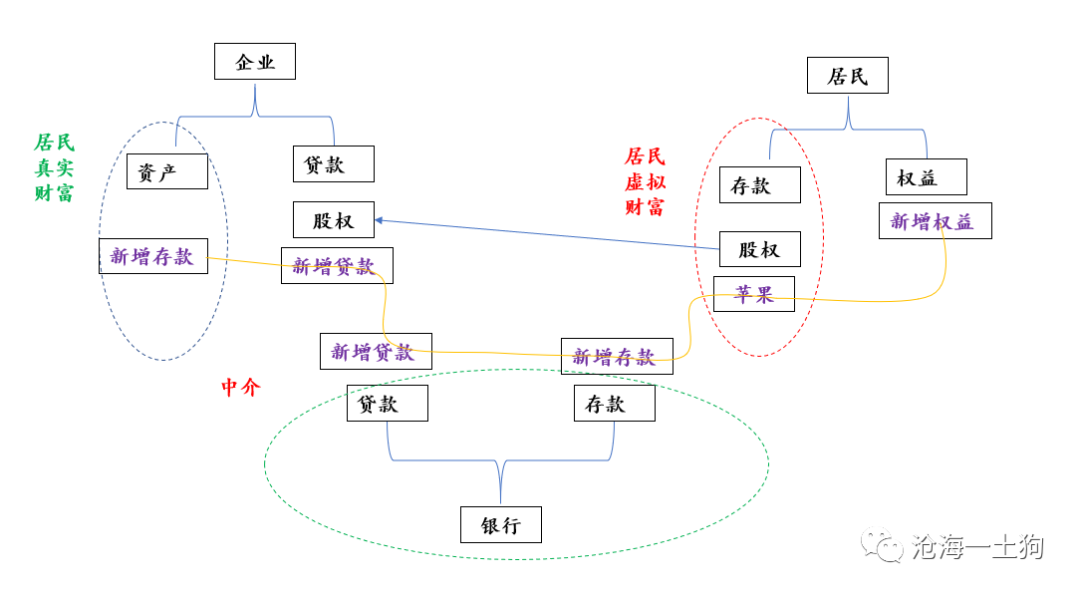 企业
居民
居民
真实
财富
资产
贷款
股权
新增存款
新增贷款
居民
虚拟
财富
存款
权益
新增权益
股权
苹果
新增贷款
新增存款
中介
贷款
存款
银行
沧海一土狗